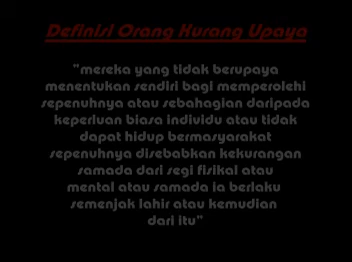 Definisi Orang Kurang Upaya
"mereka yang tidak berupaya
menentukan sendiri bagi memperolehi
sepenuhnya atau sebahagian daripada
keperluan biasa individu atau tidak
dapat hidup bermasyarakat
sepenuhnya disebabkan kekurangan
samada dari segi fisikal atau
mental atau samada ia berlaku
semenjak lahir atau kemudian
dari itu"